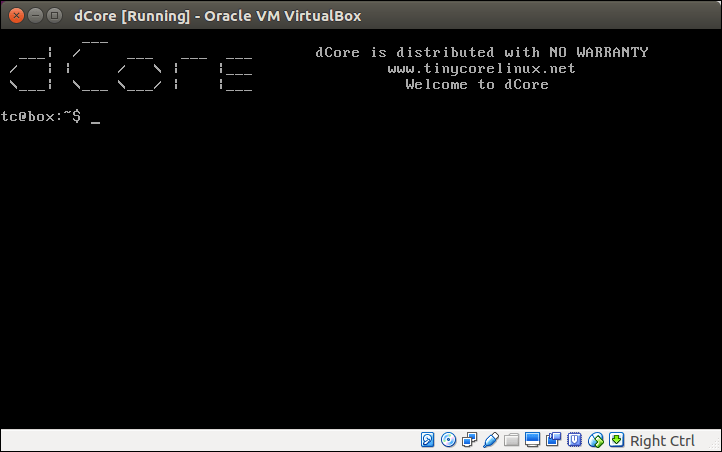 dCore [Running] - Oracle VM VirtualBox
dCore
dCore is distributed with NO WARRANTY
www.tinycorelinux.net
Welcome to dCore
tc@box:~$ _
Right Ctrl